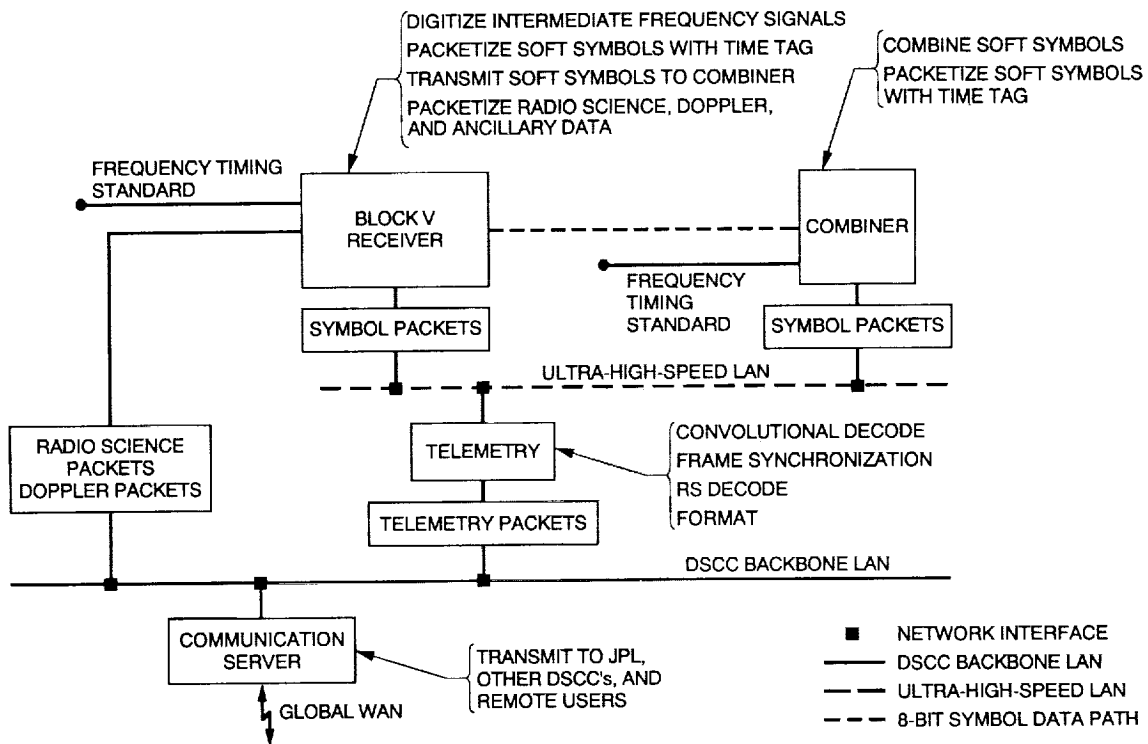 DIGITIZE INTERMEDIATE FREQUENCY SIGNALS
PACKETIZE SOFT SYMBOLS WITH TIME TAG
TRANSMIT SOFT SYMBOLS TO COMBINER
PACKETIZE RADIO SCIENCE, DOPPLER,
AND ANCILLARY DATA
COMBINE SOFT SYMBOLS
PACKETIZE SOFT SYMBOLS
WITH TIME TAG
FREQUENCY TIMING
STANDARD
BLOCK V
RECEIVER
COMBINER
FREQUENCY
TIMING
STANDARD
SYMBOL PACKETS
SYMBOL PACKETS
ULTRA-HIGH-SPEED LAN
RADIO SCIENCE
PACKETS
DOPPLER PACKETS
TELEMETRY
CONVOLUTIONAL DECODE
FRAME SYNCHRONIZATION
RS DECODE
FORMAT
TELEMETRY PACKETS
DSCC BACKBONE LAN
COMMUNICATION
SERVER
TRANSMIT TO JPL,
OTHER DSCC's, AND
REMOTE USERS
GLOBAL WAN
NETWORK INTERFACE
DSCC BACKBONE LAN
ULTRA-HIGH-SPEED LAN
8-BIT SYMBOL DATA PATH